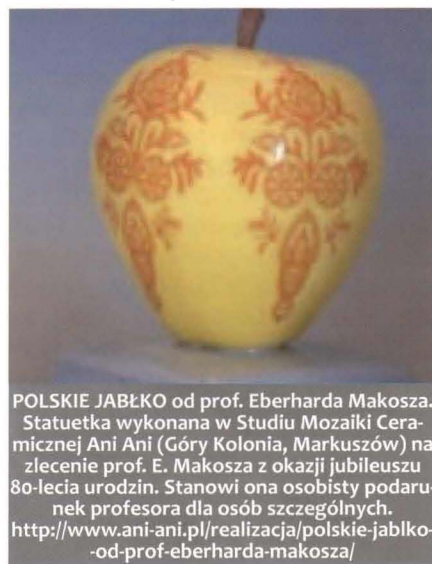 POLSKIE JABŁKO od prof. Eberharda Makosza.
Statuetka wykonana w Studiu Mozaiki Cera-
micznej Ani Ani (Góry Kolonia, Markuszów) na
zlecenie prof. E. Makosza z okazji jubileuszu
80-lecia urodzin. Stanowi ona osobisty podaru-
nek profesora dla osób szczególnych.
http://www.ani-ani.pl/realizacja/polskie-jablko-
-od-prof-eberharda-makosza/